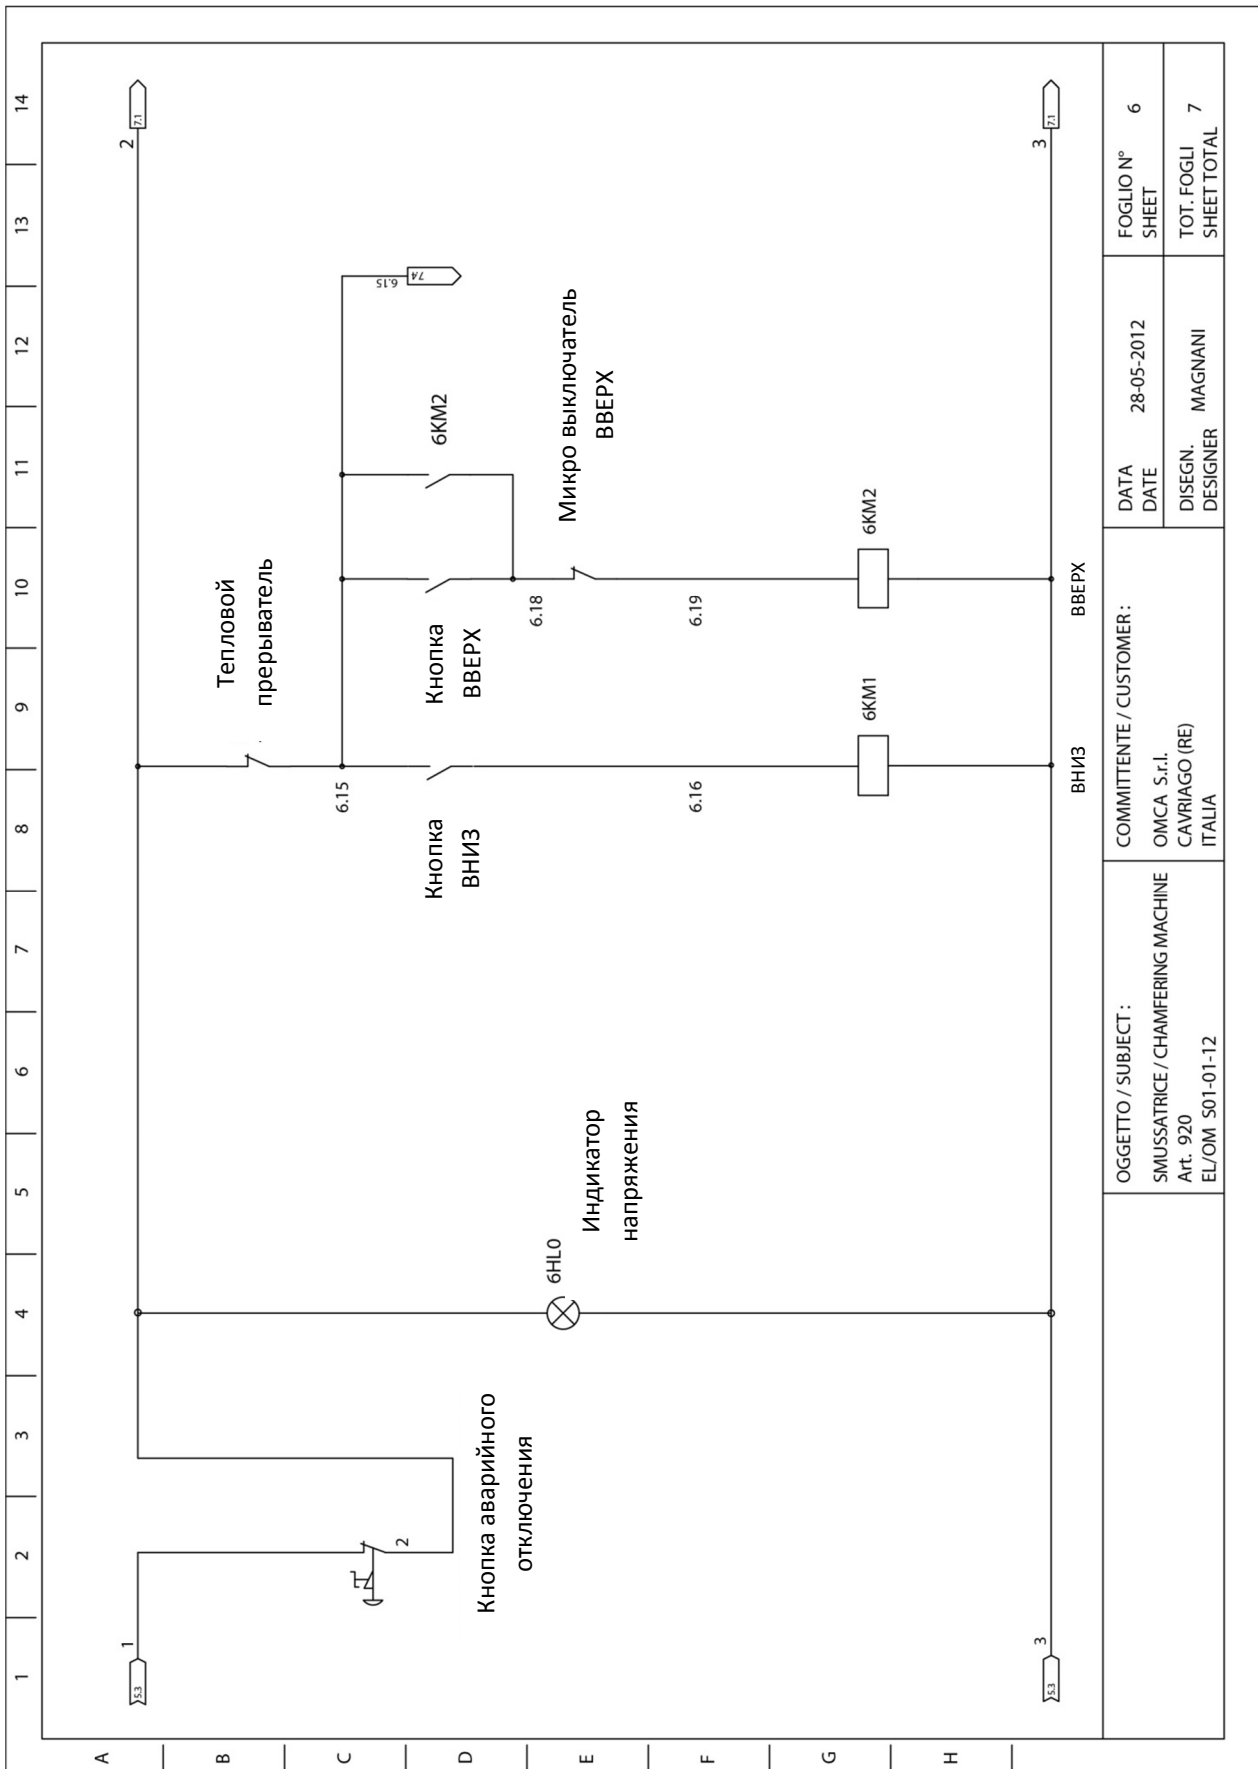 1 2 3 4 5 6 7 8 9 10 11 12 13 14
A
B
C
D
E
F
G
H
5.3
1
2
7.1
Тепловой
прерыватель
6.15
6.15
7.4
2
Кнопка аварийного
отключения
6HL0
Индикатор
напряжения
Кнопка
ВНИЗ
Кнопка
ВВЕРХ
6KM2
6.18
Микро выключатель
ВВЕРХ
6.16
6.19
6KM1
6KM2
5.3
3
3
7.1
ВНИЗ
ВВЕРХ
OGGETTO / SUBJECT :
SMUSSATRICE / CHAMFERING MACHINE
Art. 920
EL/OM S01-01-12
COMMITTENTE / CUSTOMER :
OMCA S.r.l.
CAVRIAGO (RE)
ITALIA
DATA 28-05-2012
DATE
DISEGN.
DESIGNER MAGNANI
FOGLIO N° 6
SHEET
TOT. FOGLI 7
SHEET TOTAL